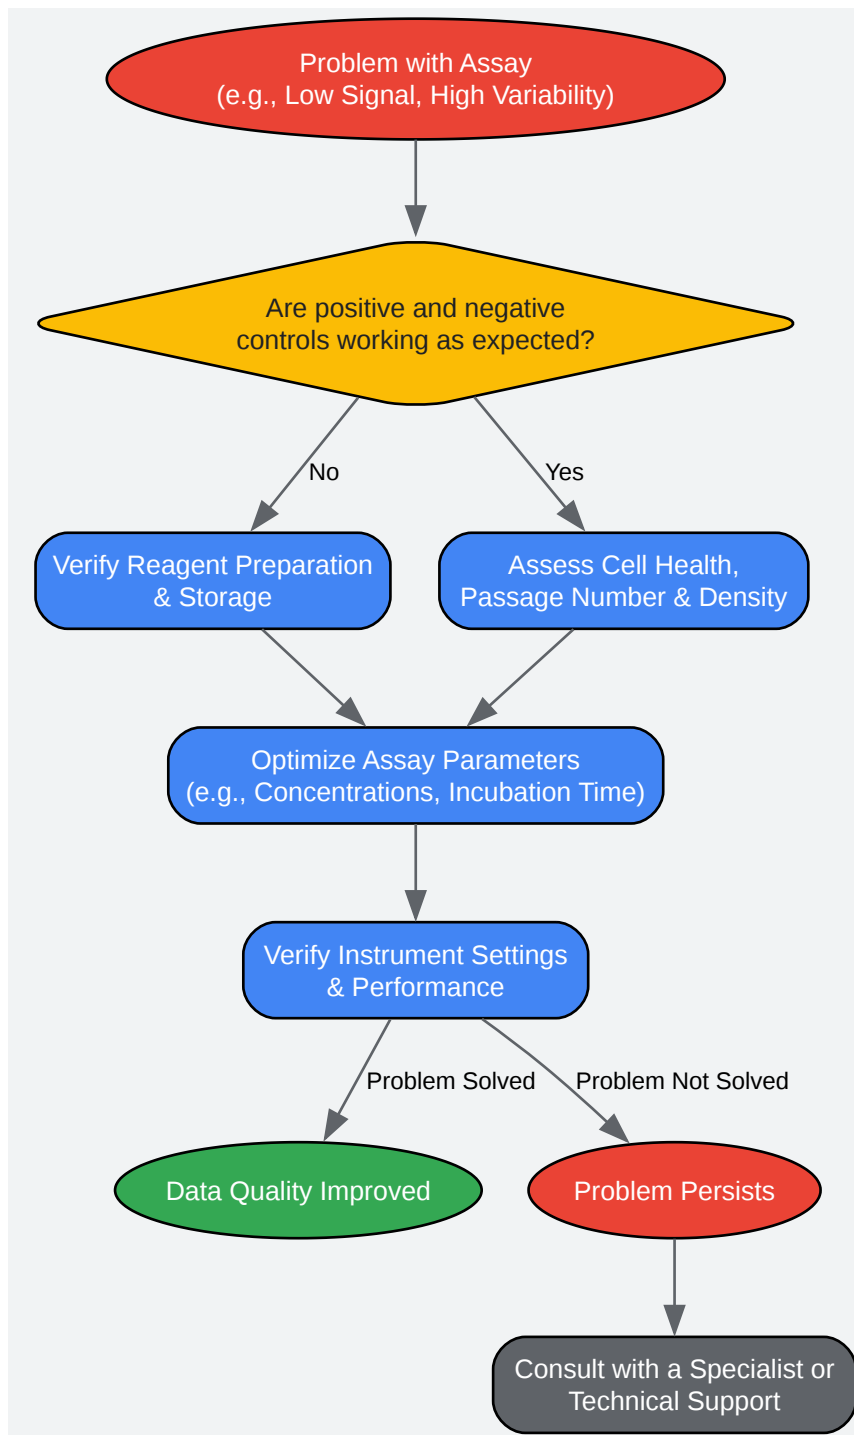 Problem with Assay
(e.g., Low Signal, High Variability)
Are positive and negative
controls working as expected?
No
Yes
Verify Reagent Preparation
& Storage
Assess Cell Health,
Passage Number & Density
Optimize Assay Parameters
(e.g., Concentrations, Incubation Time)
Verify Instrument Settings
& Performance
Problem Solved
Problem Not Solved
Data Quality Improved
Problem Persists
Consult with a Specialist or
Technical Support